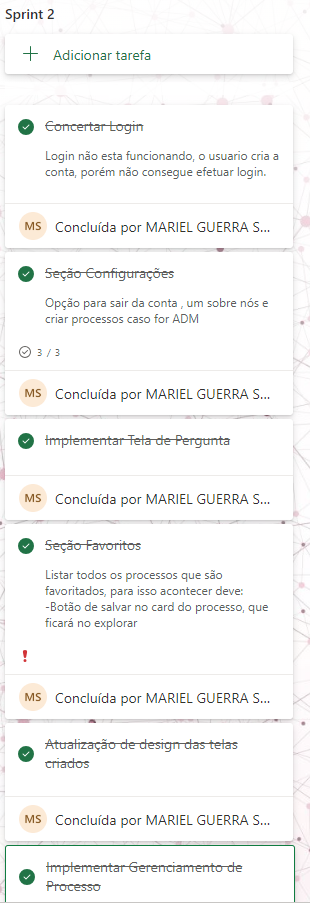 Sprint 2
Adicionar tarefa
Concertar Login
Login não esta funcionando, o usuario cria a
conta, porém não consegue efetuar login.
MS Concluída por MARIEL GUERRA S...
Seção Configurações
Opção para sair da conta , um sobre nós e
criar processos caso for ADM
3 / 3
MS Concluída por MARIEL GUERRA S...
Implementar Tela de Pergunta
MS Concluída por MARIEL GUERRA S...
Seção Favoritos
Listar todos os processos que são
favoritados, para isso acontecer deve:
-Botão de salvar no card do processo, que
ficará no explorar
MS Concluída por MARIEL GUERRA S...
Atualização de design das telas
criados
MS Concluída por MARIEL GUERRA S...
Implementar Gerenciamento de
Processo